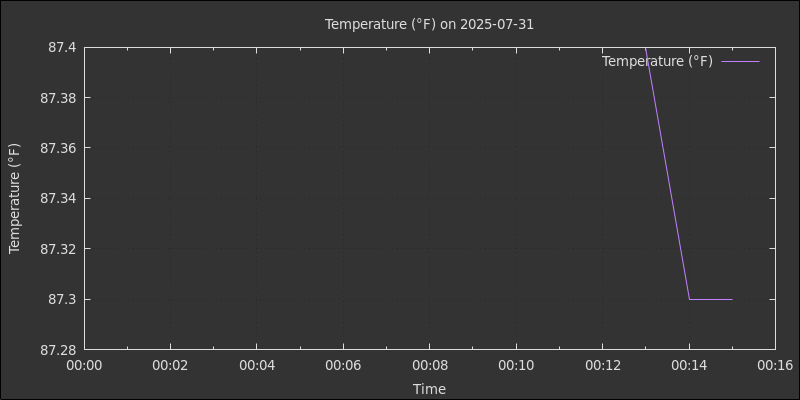 Temperature (°F) on 2025-07-31
87.4
Temperature (°F)
87.38
87.36
87.34
87.32
87.3
87.28
Temperature (°F)
00:00 00:02 00:04 00:06 00:08 00:10 00:12 00:14 00:16
Time